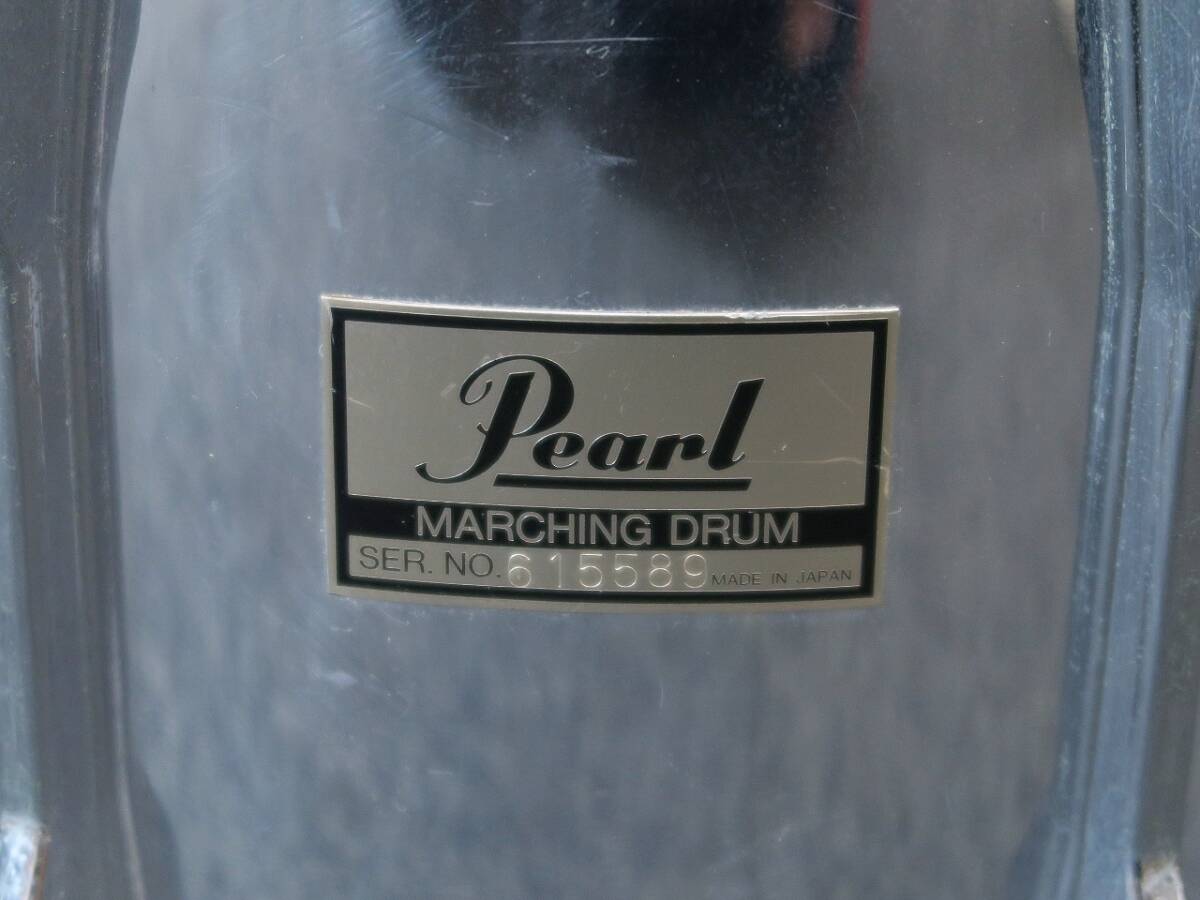 Pearl
MARCHING DRUM
SER. NO. 615589 MADE IN JAPAN